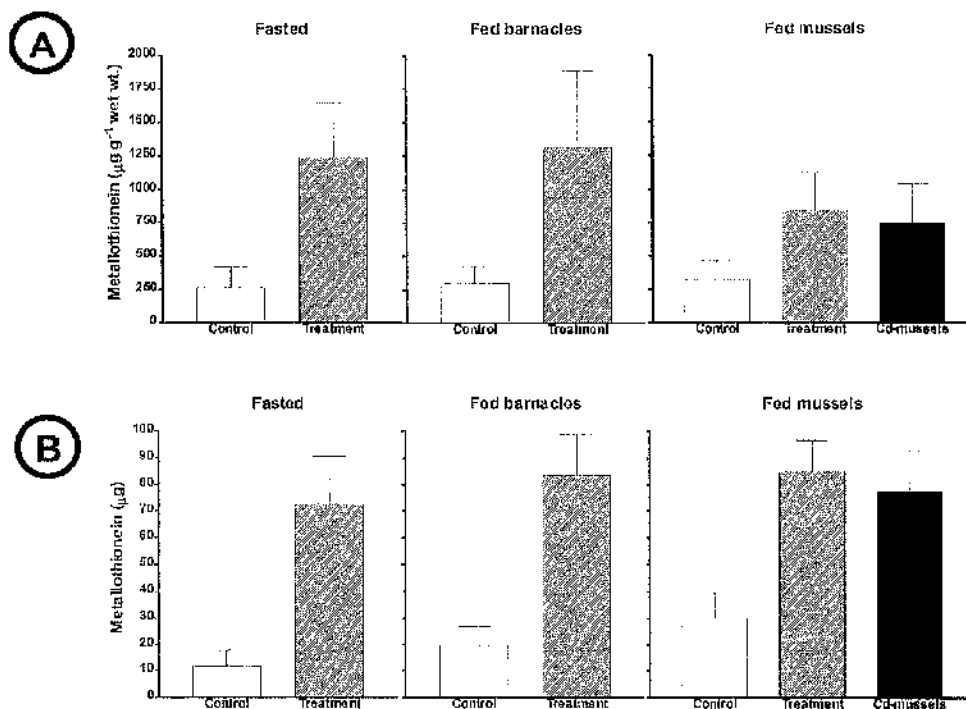 A
Fasted
Fed barnacles
Fed mussels
Metallothionein (µg g⁻¹ wet wt.)
2000
1750
1500
1250
1000
750
500
250
0
Control
Treatment
Control
Treatment
Control
Treatment
Cd-mussels
B
Fasted
Fed barnacles
Fed mussels
Metallothionein (µg)
100
90
80
70
60
50
40
30
20
10
0
Control
Treatment
Control
Treatment
Control
Treatment
Cd-mussels